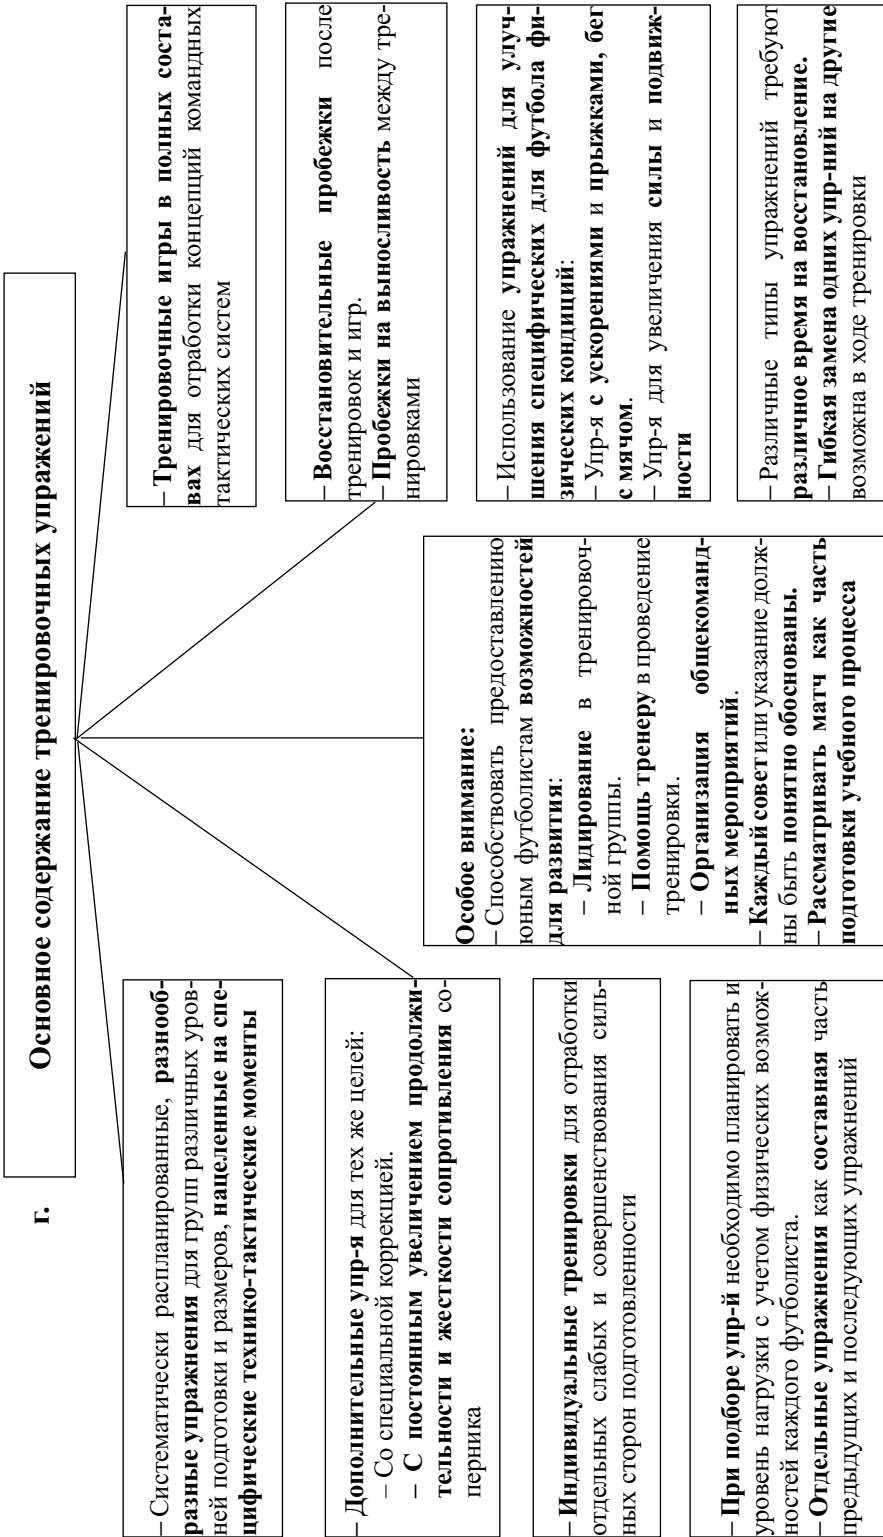 г. Основное содержание тренировочных упражений
– Систематически распланированные, разнооб-
разные упражнения для групп различных уров-
ней подготовки и размеров, нацеленные на спе-
цифические технико-тактические моменты
– Дополнительные упр-я для тех же целей:
– Со специальной коррекцией.
– С постоянным увеличением продолжи-
тельности и жесткости сопротивления со-
перника
– Индивидуальные тренировки для отработки
отдельных слабых и совершенствования силь-
ных сторон подготовленности
– При подборе упр-й необходимо планировать и
уровень нагрузки с учетом физических возмож-
ностей каждого футболиста.
– Отдельные упражнения как составная часть
предыдущих и последующих упражнений
Особое внимание:
– Способствовать предоставлению
юным футболистам возможностей
для развития:
– Лидирование в тренировоч-
ной группы.
– Помощь тренеру в проведение
тренировки.
– Организация общекоманд-
ных мероприятий.
– Каждый совет или указание долж-
ны быть понятно обоснованы.
– Рассматривать матч как часть
подготовки учебного процесса
– Тренировочные игры в полных соста-
вах для отработки концепций командных
тактических систем
– Восстановительные пробежки после
тренировок и игр.
– Пробежки на выносливость между тре-
нировками
– Использование упражнений для улуч-
шения специфических для футбола фи-
зических кондиций:
– Упр-я с ускорениями и прыжками, бег
с мячом.
– Упр-я для увеличения силы и подвиж-
ности
– Различные типы упражнений требуют
различное время на восстановление.
– Гибкая замена одних упр-ний на другие
возможна в ходе тренировки